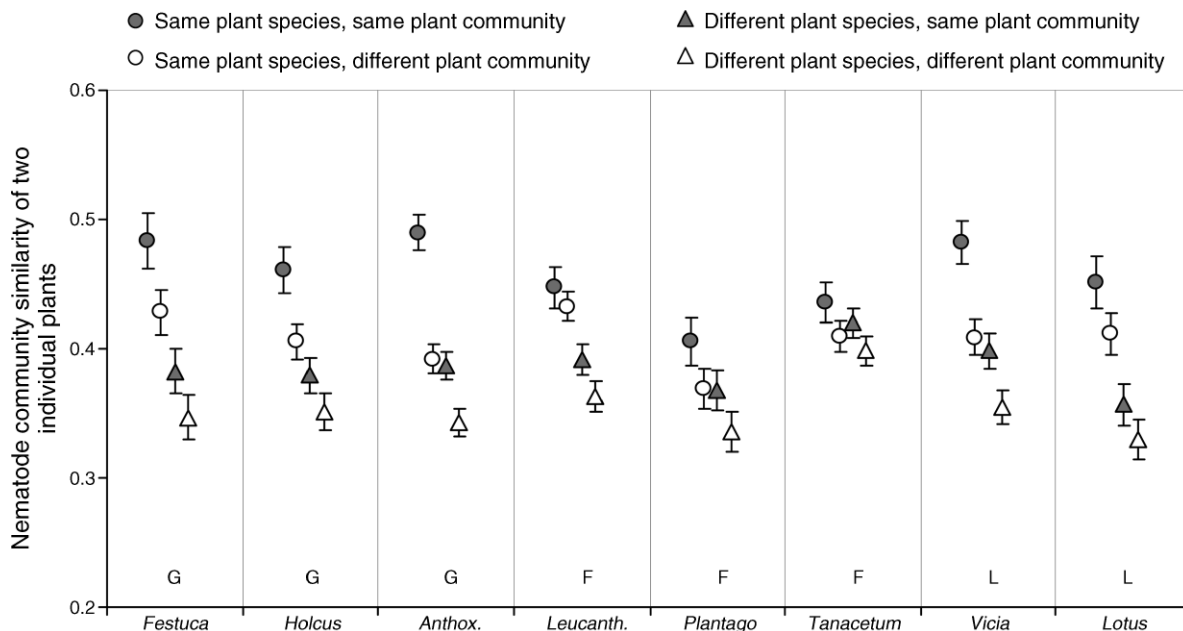 Same plant species, same plant community
Different plant species, same plant community
Same plant species, different plant community
Different plant species, different plant community
Nematode community similarity of two
individual plants
0.6
0.5
0.4
0.3
0.2
G G G F F F L L
Festuca Holcus Anthox. Leucanth. Plantago Tanacetum Vicia Lotus